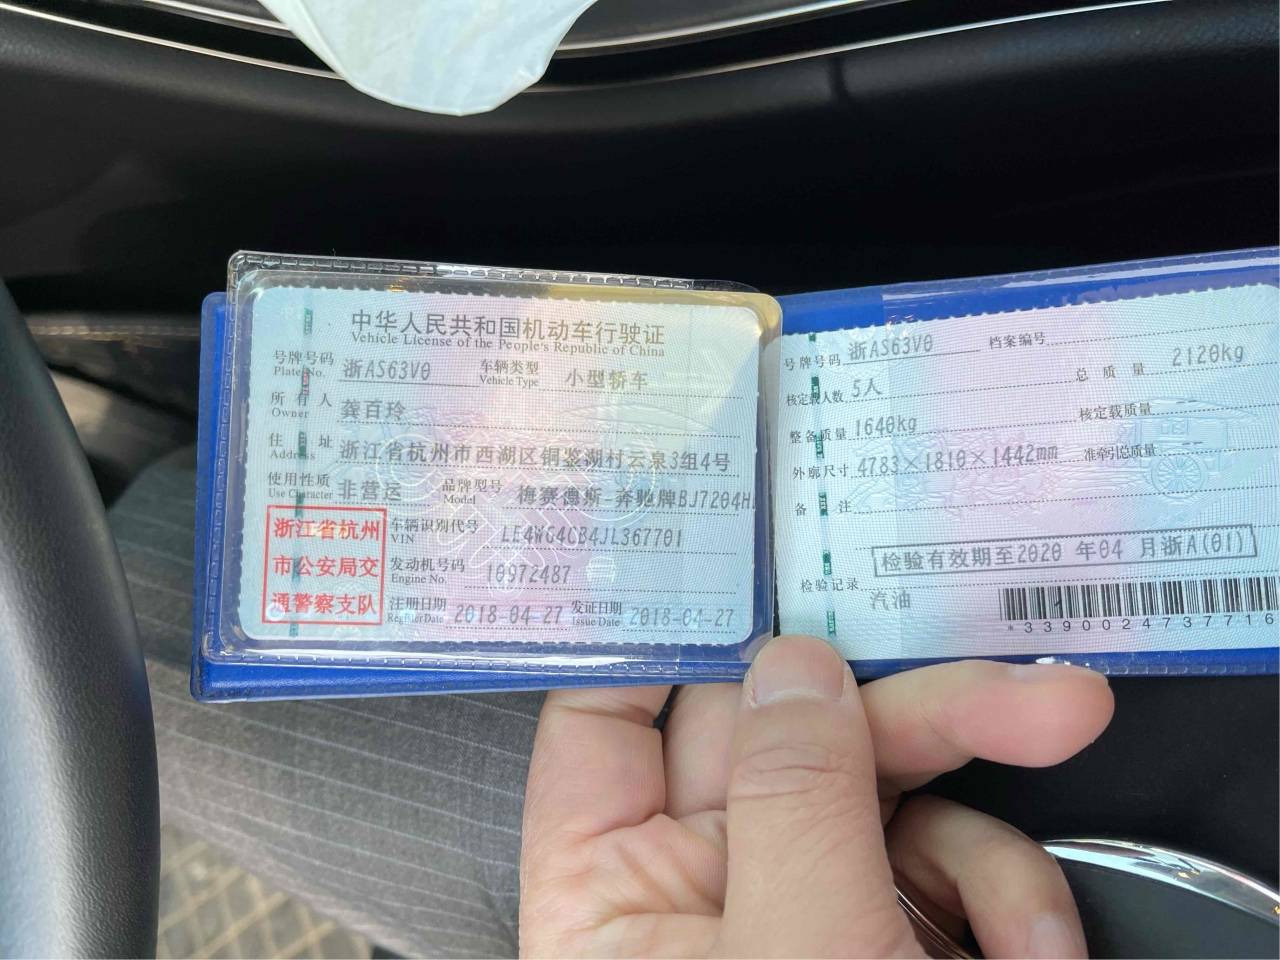 中华人民共和国机动车行驶证
Vehicle License of the People's Republic of China
号牌号码 浙AS63V0 车辆类型 小型轿车
Plate No. Vehicle Type
所有人 龚百玲
Owner
住址 浙江省杭州市西湖区铜鉴湖村云泉3组4号
Address
使用性质 非营运 品牌型号 梅赛德斯-奔驰牌BJ7204H
Use Character Model
浙江省杭州
市公安局交
通警察支队
车辆识别代号 LE4WG4CB4JL367701
VIN
发动机号码 10972487
Engine No.
注册日期 2018-04-27 发证日期 2018-04-27
Register Date Issue Date
号牌号码 浙AS63V0 档案编号
核定载人数 5人 总质量 2120kg
整备质量 1640kg 核定载质量
外廓尺寸 4783×1810×1442mm 准牵引总质量
备注
检验有效期至2020年04月浙A(01)
检验记录
汽油
*3390024737716